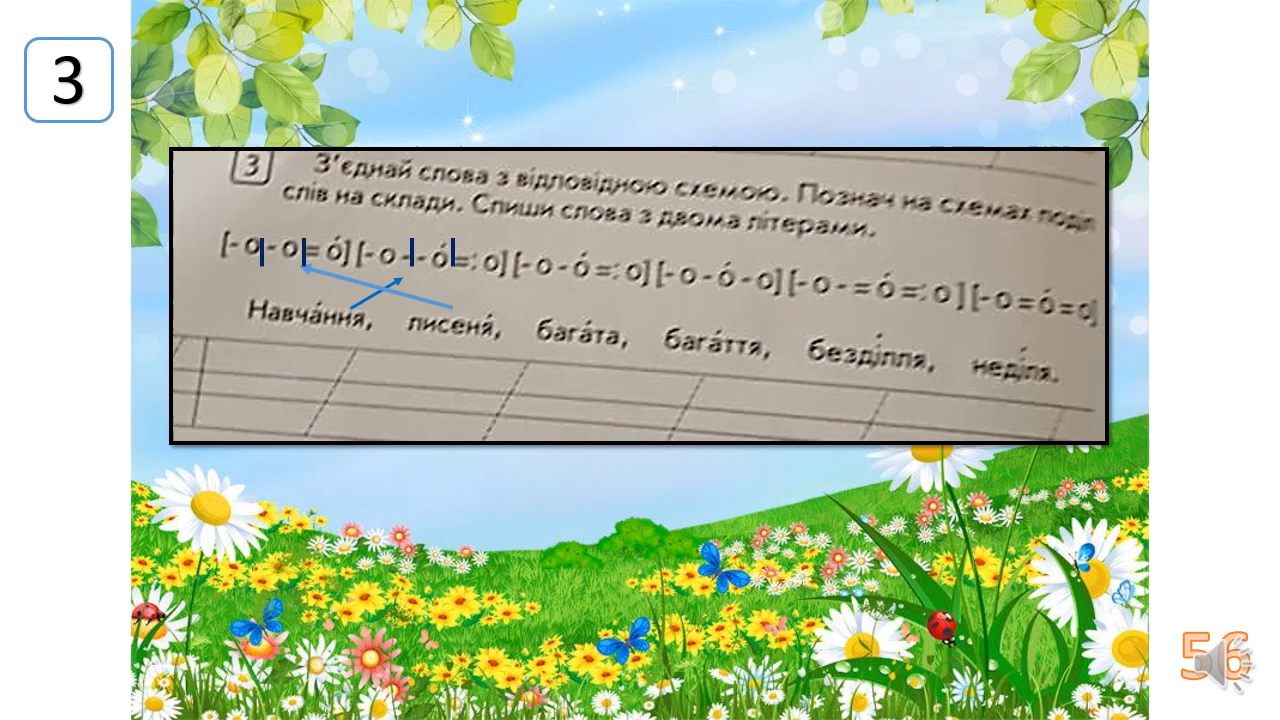 3
3 З'єднай слова з відповідною схемою. Познач на схемах поділ
слів на склади. Спиши слова з двома літерами.
[- о - о = о́] [- о - - о́ =: о] [- о - о́ =: о] [- о - о́ - о] [- о - = о́ =: о] [- о = о́ = о]
Навча́ння, лисеня́, бага́та, бага́ття, безді́лля, неді́ля.
56